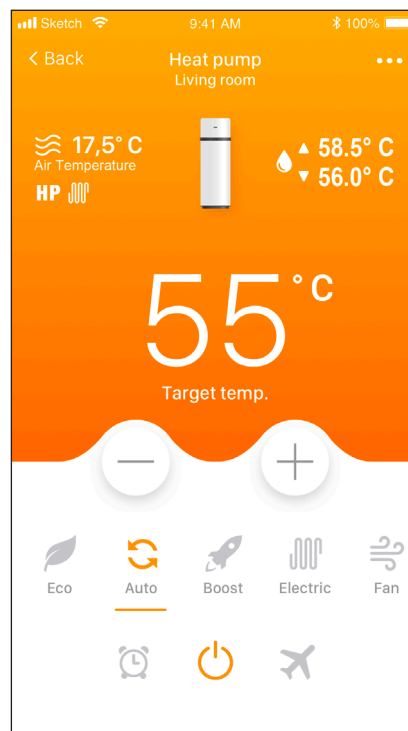 Sketch 9:41 AM 100%
< Back Heat pump
Living room
17,5° C
Air Temperature
HP
▲ 58.5° C
▼ 56.0° C
55°C
Target temp.
Eco Auto Boost Electric Fan